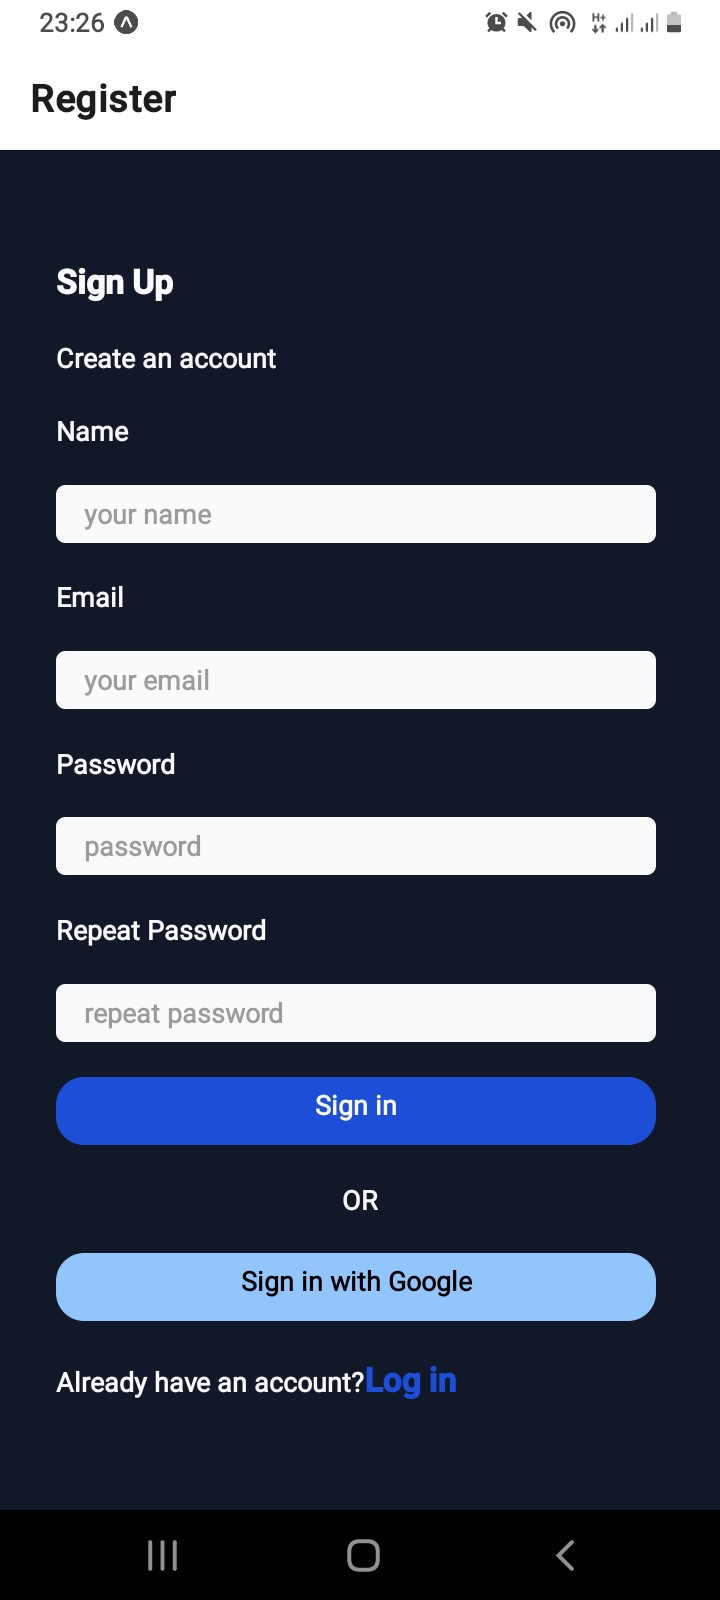 23:26
H+
Register
Sign Up
Create an account
Name
your name
Email
your email
Password
password
Repeat Password
repeat password
Sign in
OR
Sign in with Google
Already have an account?Log in